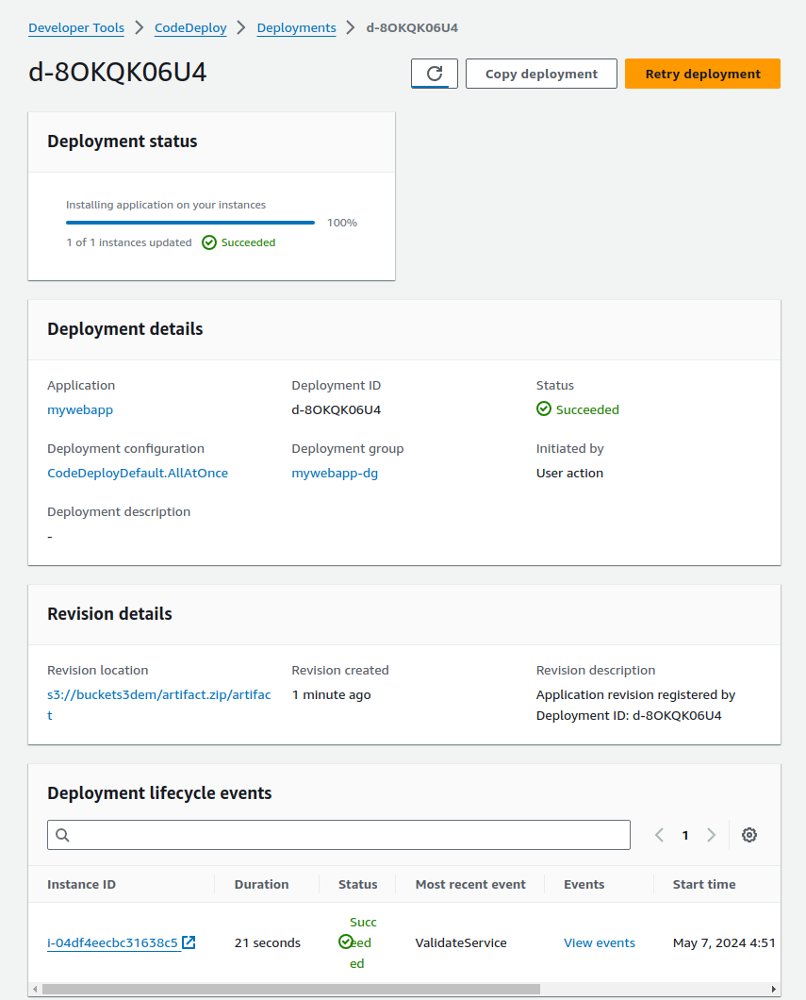 Developer Tools > CodeDeploy > Deployments > d-8OKQK06U4
d-8OKQK06U4
Copy deployment
Retry deployment
Deployment status
Installing application on your instances
100%
1 of 1 instances updated Succeeded
Deployment details
Application Deployment ID Status
mywebapp d-8OKQK06U4 Succeeded
Deployment configuration Deployment group Initiated by
CodeDeployDefault.AllAtOnce mywebapp-dg User action
Deployment description
-
Revision details
Revision location Revision created Revision description
s3://buckets3dem/artifact.zip/artifac 1 minute ago Application revision registered by
t Deployment ID: d-8OKQK06U4
Deployment lifecycle events
1
Instance ID Duration Status Most recent event Events Start time
Succ
i-04df4eecbc31638c5 21 seconds eed ValidateService View events May 7, 2024 4:51
ed